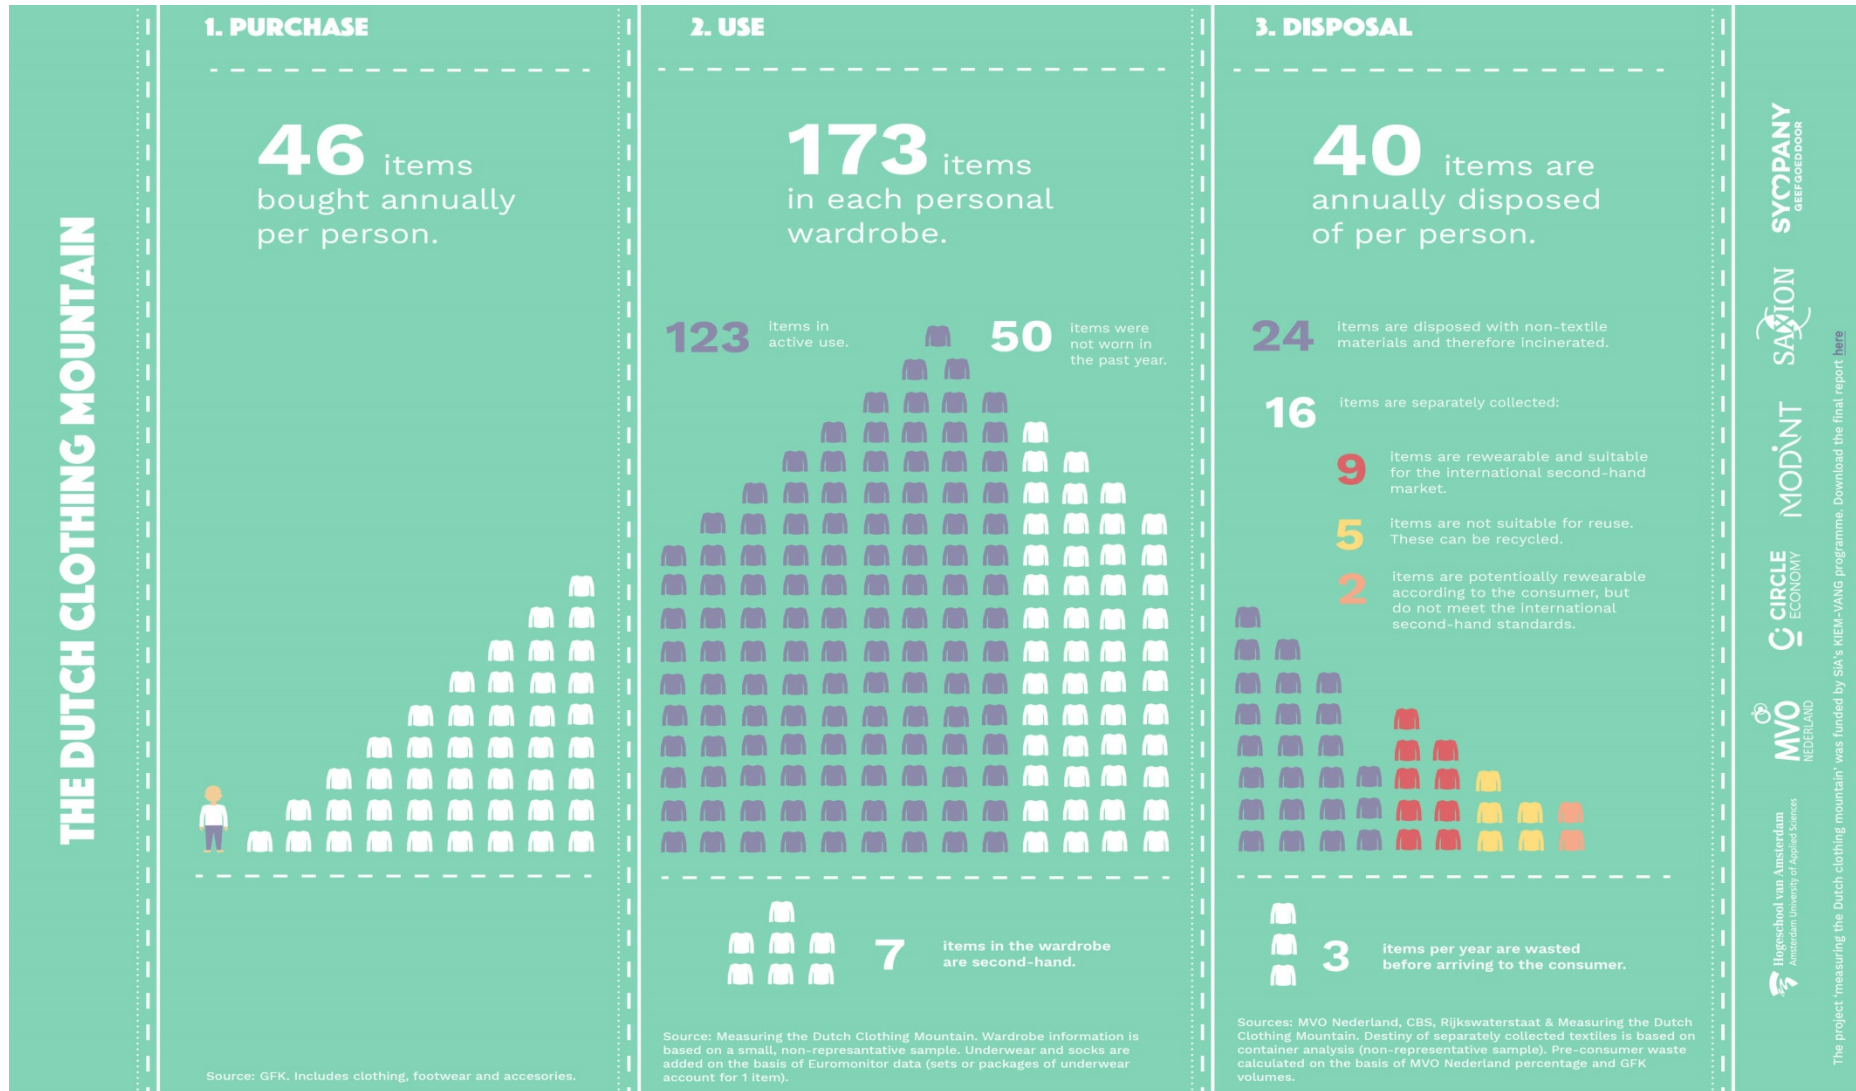 THE DUTCH CLOTHING MOUNTAIN
1. PURCHASE
46 items
bought annually
per person.
Source: GFK. Includes clothing, footwear and accesories.
2. USE
173 items
in each personal
wardrobe.
123 items in
active use.
50 items were
not worn in
the past year.
7 items in the wardrobe
are second-hand.
Source: Measuring the Dutch Clothing Mountain. Wardrobe information is
based on a small, non-represantative sample. Underwear and socks are
added on the basis of Euromonitor data (sets or packages of underwear
account for 1 item).
3. DISPOSAL
40 items are
annually disposed
of per person.
24 items are disposed with non-textile
materials and therefore incinerated.
16 items are separately collected:
9 items are rewearable and suitable
for the international second-hand
market.
5 items are not suitable for reuse.
These can be recycled.
2 items are potentioally rewearable
according to the consumer, but
do not meet the international
second-hand standards.
3 items per year are wasted
before arriving to the consumer.
Sources: MVO Nederland, CBS, Rijkswaterstaat & Measuring the Dutch
Clothing Mountain. Destiny of separately collected textiles is based on
container analysis (non-representative sample). Pre-consumer waste
calculated on the basis of MVO Nederland percentage and GFK
volumes.
SYMPANY
GEEFGOEDDOOR
SAXION
MODINT
CIRCLE
ECONOMY
MVO
NEDERLAND
Hogeschool van Amsterdam
Amsterdam University of Applied Sciences
The project 'measuring the Dutch clothing mountain' was funded by SiA's KIEM-VANG programme. Download the final report here